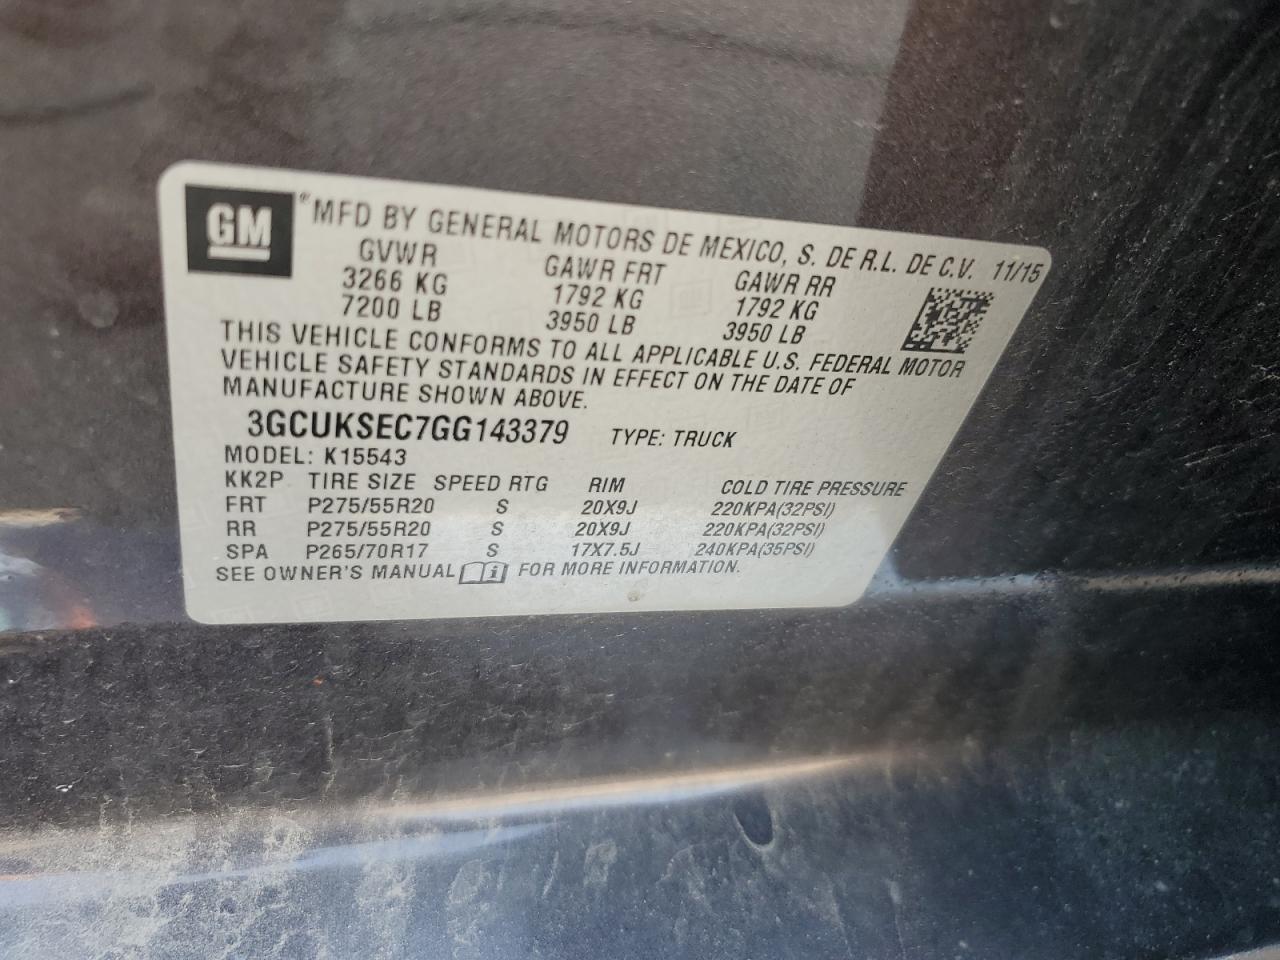 GM ® MFD BY GENERAL MOTORS DE MEXICO, S. DE R.L. DE C.V. 11/15
GVWR GAWR FRT GAWR RR
3266 KG 1792 KG 1792 KG
7200 LB 3950 LB 3950 LB
THIS VEHICLE CONFORMS TO ALL APPLICABLE U.S. FEDERAL MOTOR
VEHICLE SAFETY STANDARDS IN EFFECT ON THE DATE OF
MANUFACTURE SHOWN ABOVE.
3GCUKSEC7GG143379 TYPE: TRUCK
MODEL: K15543
KK2P TIRE SIZE SPEED RTG RIM COLD TIRE PRESSURE
FRT P275/55R20 S 20X9J 220KPA(32PSI)
RR P275/55R20 S 20X9J 220KPA(32PSI)
SPA P265/70R17 S 17X7.5J 240KPA(35PSI)
SEE OWNER'S MANUAL i FOR MORE INFORMATION.